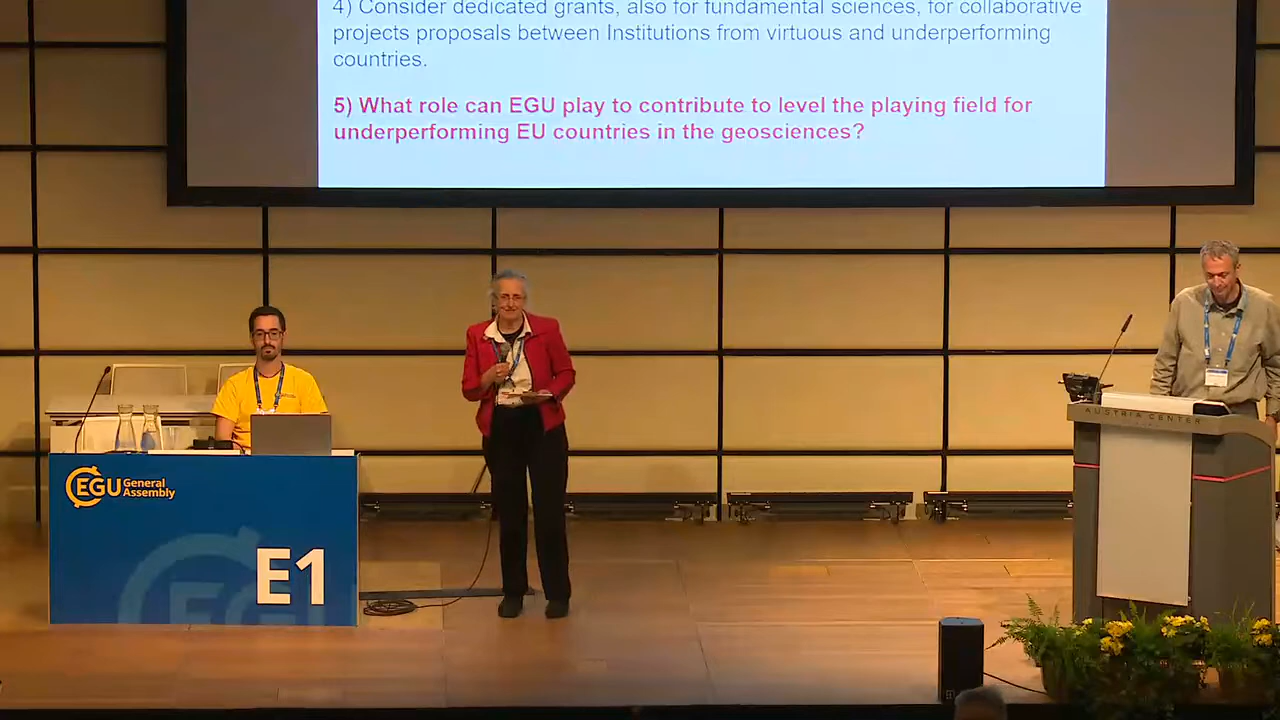 4) Consider dedicated grants, also for fundamental sciences, for collaborative
projects proposals between Institutions from virtuous and underperforming
countries.
5) What role can EGU play to contribute to level the playing field for
underperforming EU countries in the geosciences?
AUSTRIA CENTER
EGU General
Assembly
E1